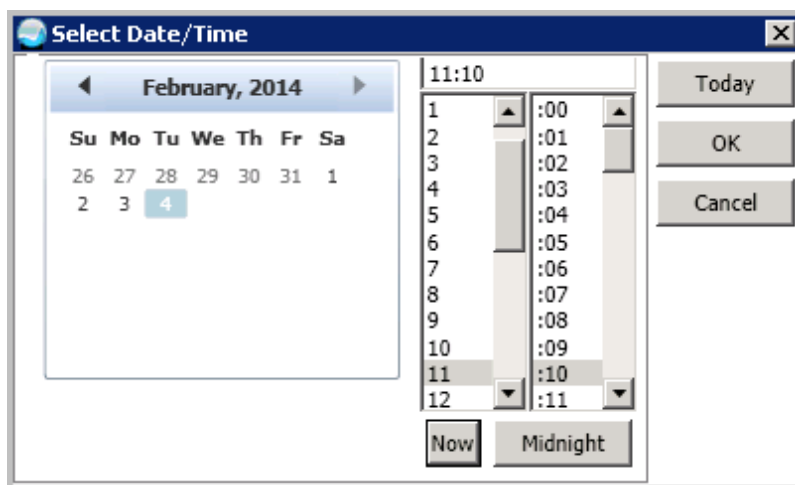 Select Date/Time
February, 2014
Su Mo Tu We Th Fr Sa
26 27 28 29 30 31 1
2 3 4
11:10
1 :00
2 :01
3 :02
4 :03
5 :04
6 :05
7 :06
8 :07
9 :08
10 :09
11 :10
12 :11
Now Midnight
Today
OK
Cancel